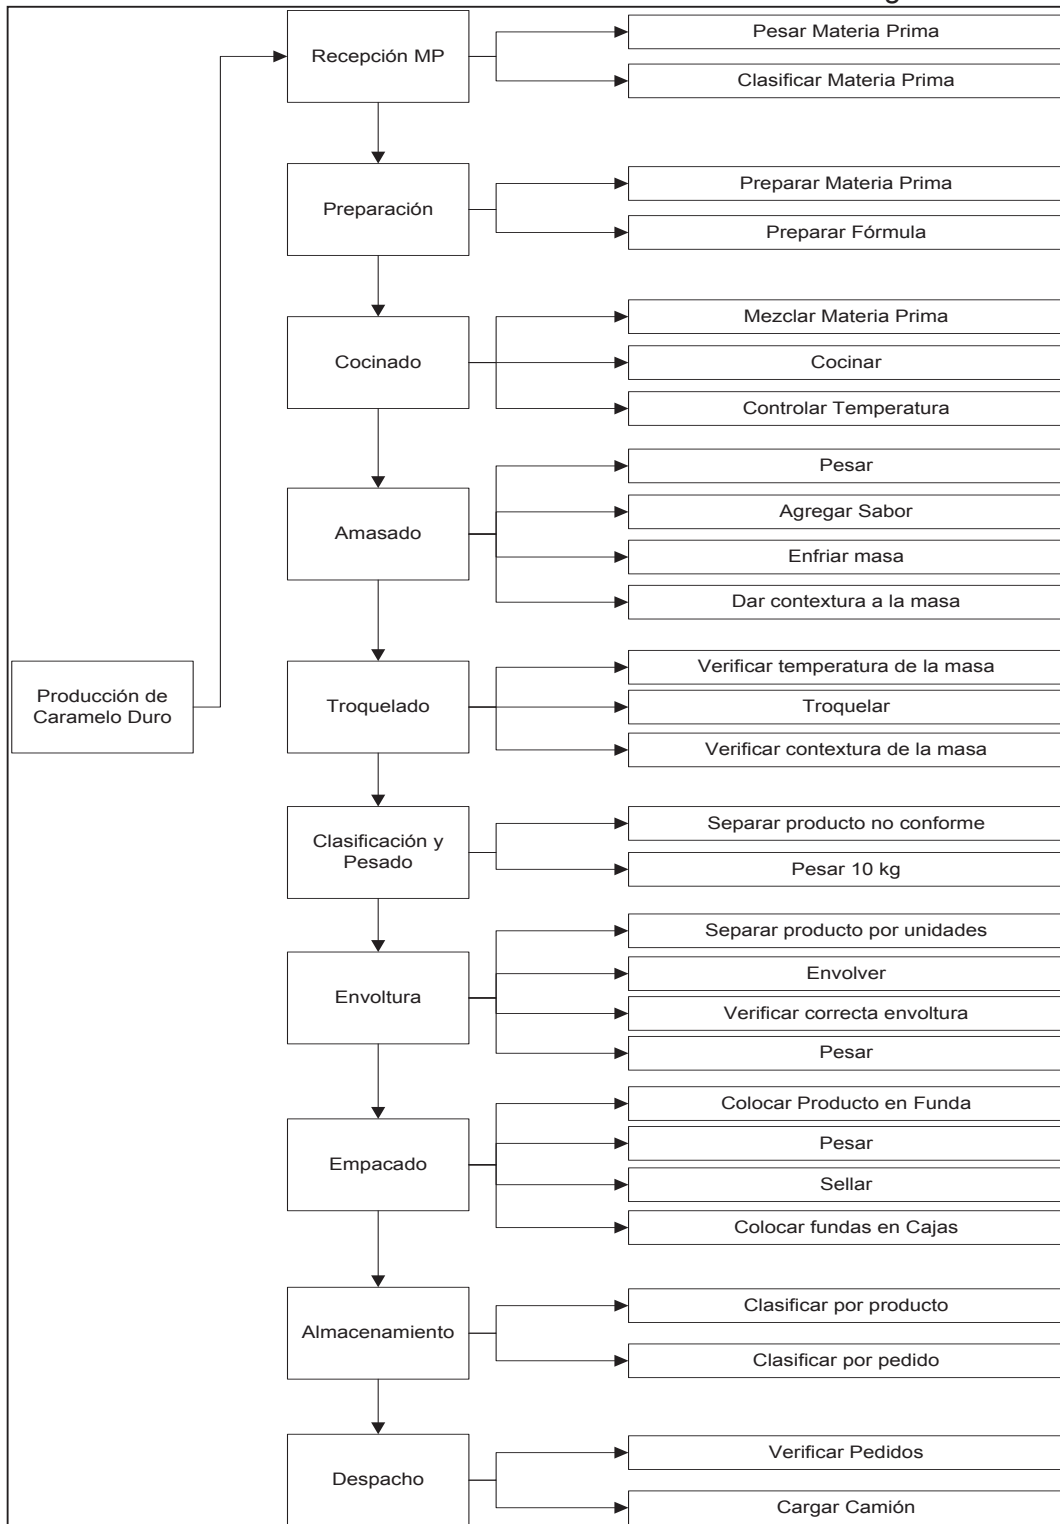 Recepción MP
Pesar Materia Prima
Clasificar Materia Prima
Preparación
Preparar Materia Prima
Preparar Fórmula
Cocinado
Mezclar Materia Prima
Cocinar
Controlar Temperatura
Amasado
Pesar
Agregar Sabor
Enfriar masa
Dar contextura a la masa
Producción de
Caramelo Duro
Troquelado
Verificar temperatura de la masa
Troquelar
Verificar contextura de la masa
Clasificación y
Pesado
Separar producto no conforme
Pesar 10 kg
Envoltura
Separar producto por unidades
Envolver
Verificar correcta envoltura
Pesar
Empacado
Colocar Producto en Funda
Pesar
Sellar
Colocar fundas en Cajas
Almacenamiento
Clasificar por producto
Clasificar por pedido
Despacho
Verificar Pedidos
Cargar Camión